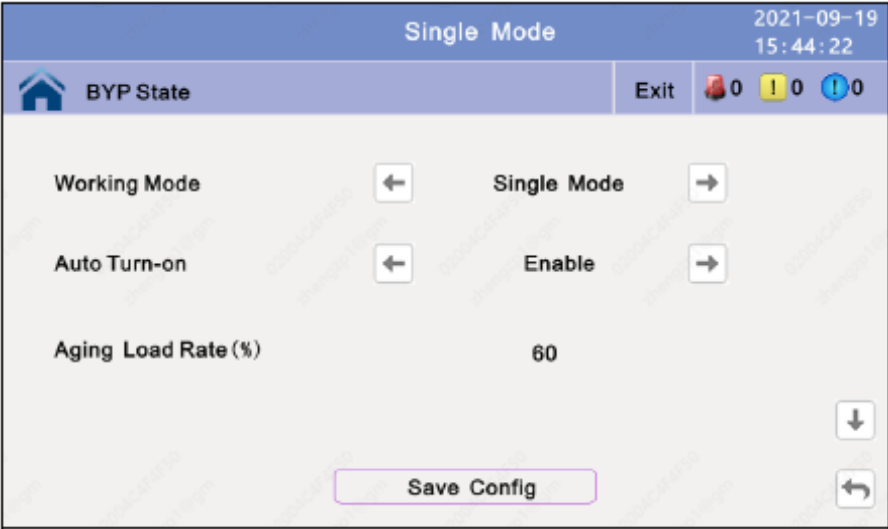 Single Mode
2021-09-19
15:44:22
BYP State
Exit
0
! 0
! 0
Working Mode
Single Mode
Auto Turn-on
Enable
Aging Load Rate(%)
60
Save Config